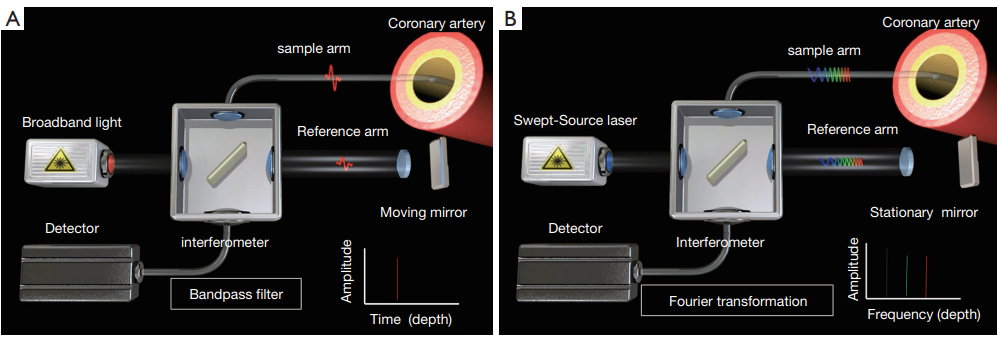 A
Coronary artery
sample arm
Broadband light
Reference arm
Moving mirror
Detector
interferometer
Bandpass filter
Amplitude
Time (depth)
B
Coronary artery
sample arm
Swept-Source laser
Reference arm
Stationary mirror
Detector
Interferometer
Fourier transformation
Amplitude
Frequency (depth)